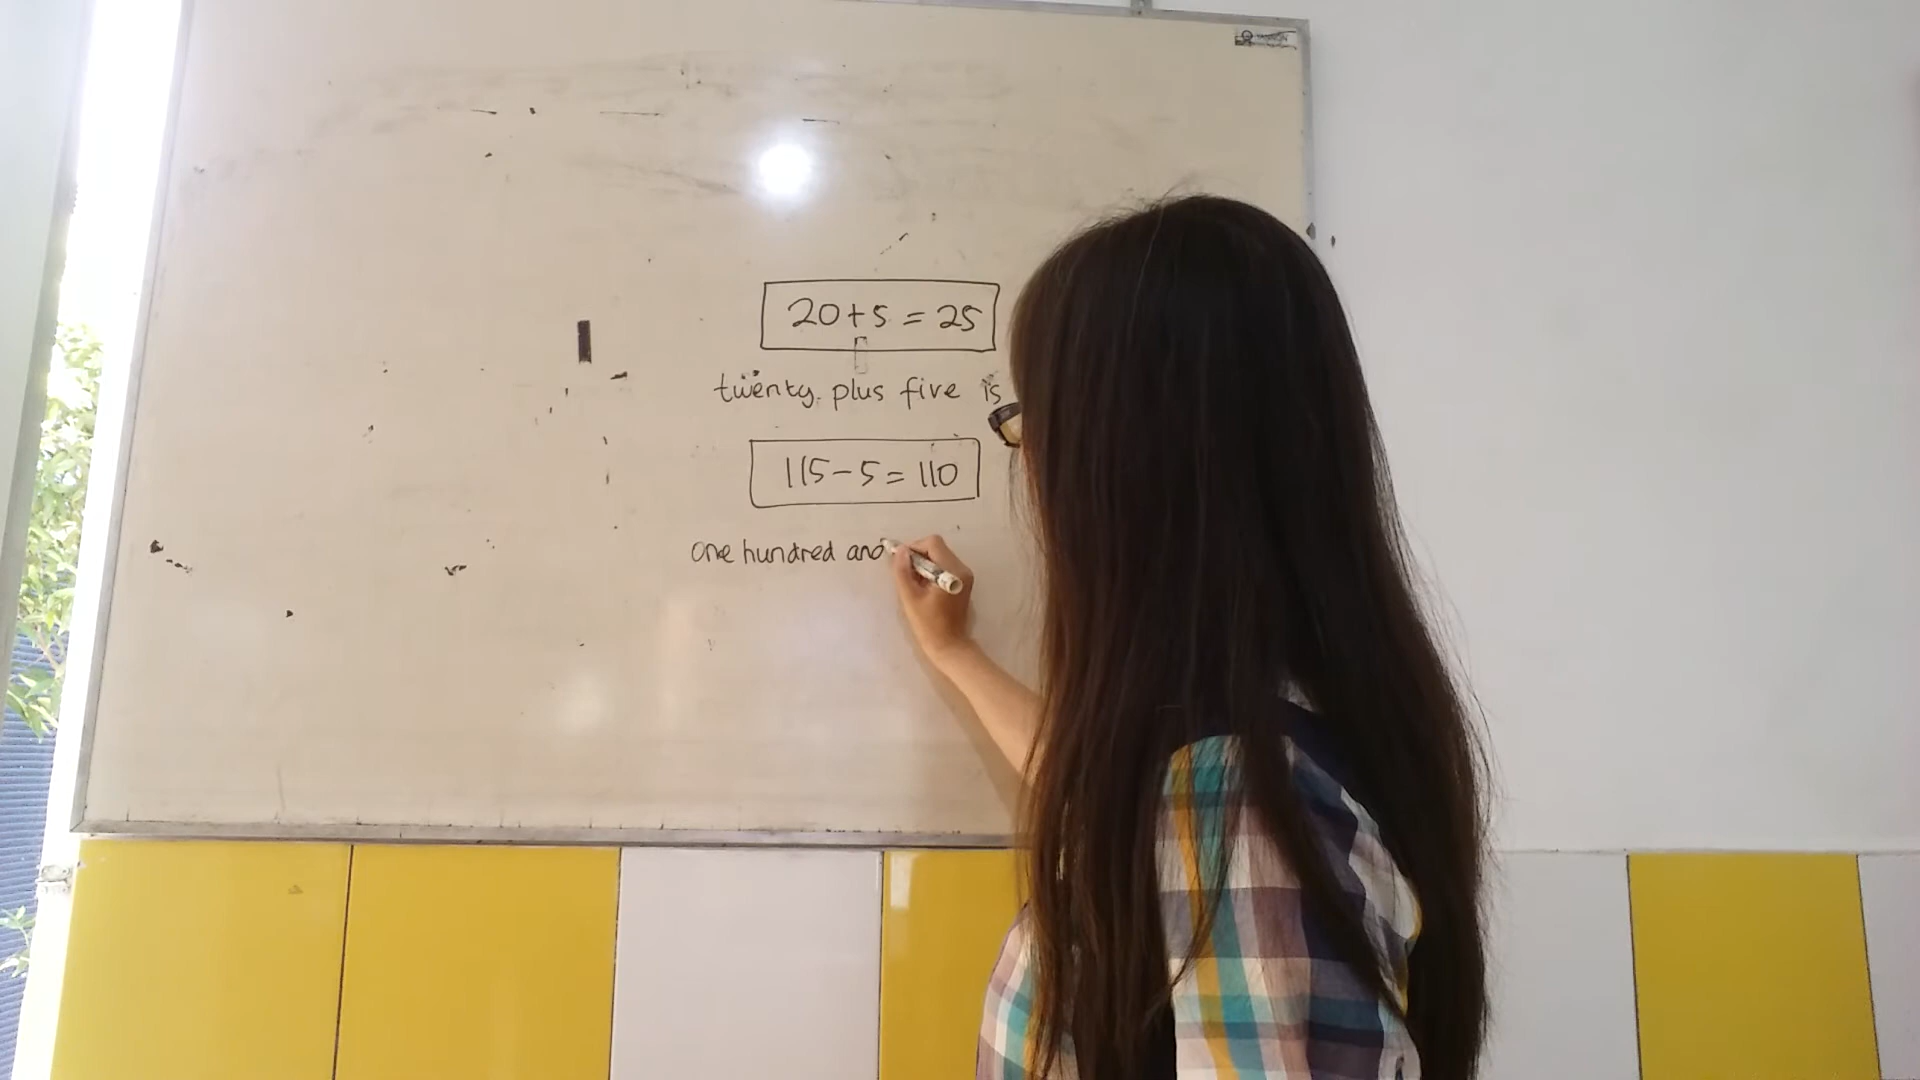 20+5 = 25
twenty plus five is
115-5=110
one hundred and